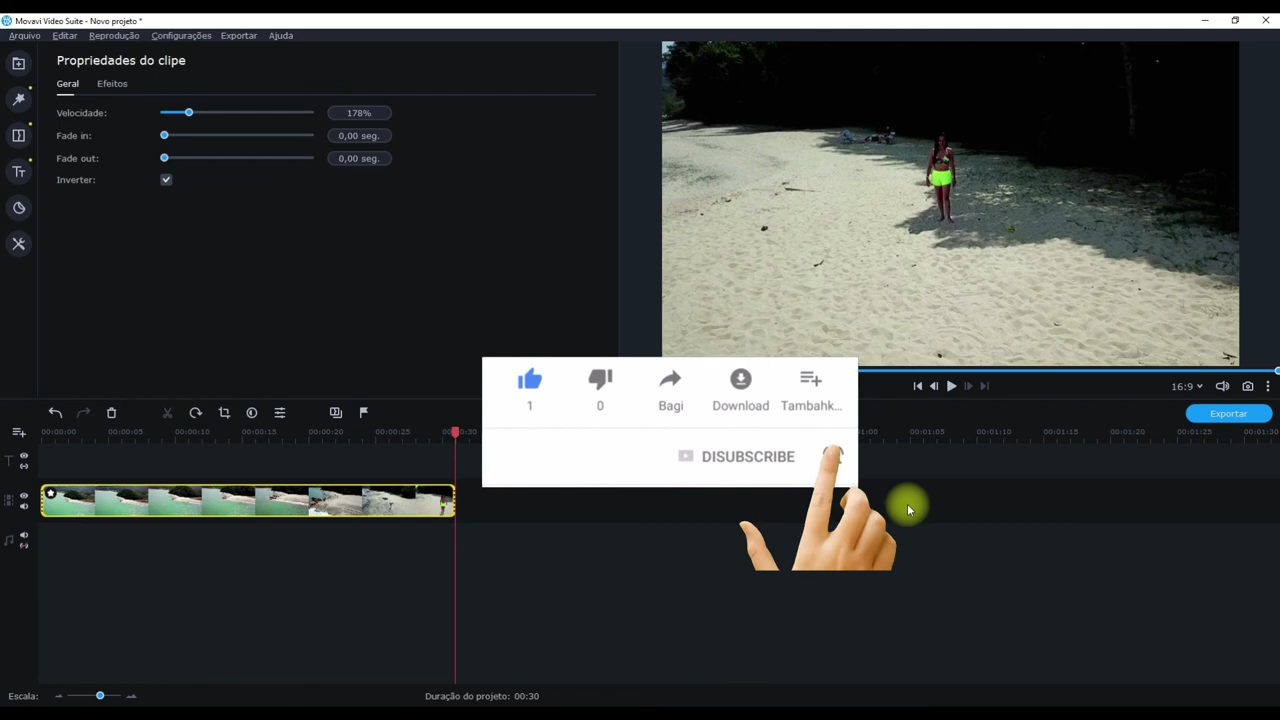 Movavi Video Suite - Novo projeto *
Arquivo Editar Reprodução Configurações Exportar Ajuda
Propriedades do clipe
Geral Efeitos
Velocidade: 178%
Fade in: 0,00 seg.
Fade out: 0,00 seg.
Inverter:
1 0 Bagi Download Tambahk...
DISUBSCRIBE
16:9
Exportar
00:00:00 00:00:05 00:00:10 00:00:15 00:00:20 00:00:25 00:01:05 00:01:10 00:01:15 00:01:20 00:01:25 00:01:30
Escala: Duração do projeto: 00:30